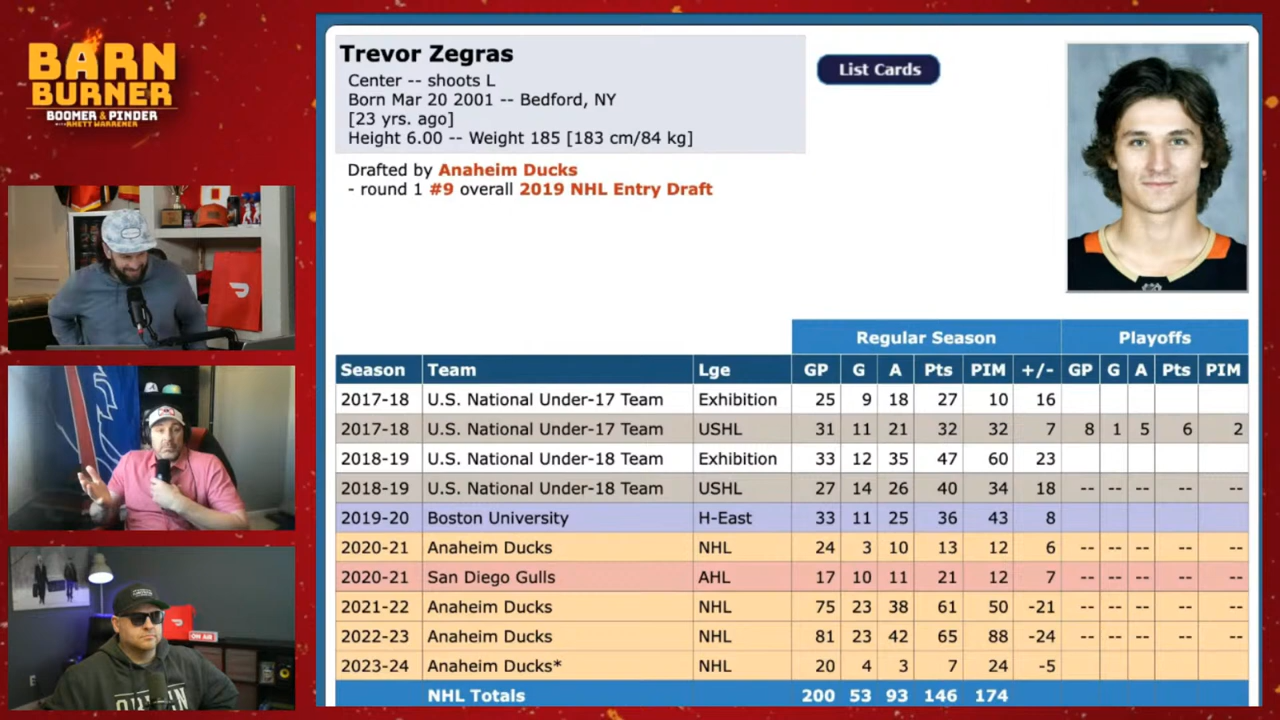 BARN
BURNER
BOOMER & PINDER
WITH RHETT WARRENER
Trevor Zegras
Center -- shoots L
Born Mar 20 2001 -- Bedford, NY
[23 yrs. ago]
Height 6.00 -- Weight 185 [183 cm/84 kg]
List Cards
Drafted by Anaheim Ducks
- round 1 #9 overall 2019 NHL Entry Draft
Regular Season Playoffs
Season Team Lge GP G A Pts PIM +/- GP G A Pts PIM
2017-18 U.S. National Under-17 Team Exhibition 25 9 18 27 10 16
2017-18 U.S. National Under-17 Team USHL 31 11 21 32 32 7 8 1 5 6 2
2018-19 U.S. National Under-18 Team Exhibition 33 12 35 47 60 23
2018-19 U.S. National Under-18 Team USHL 27 14 26 40 34 18 -- -- -- -- --
2019-20 Boston University H-East 33 11 25 36 43 8
2020-21 Anaheim Ducks NHL 24 3 10 13 12 6 -- -- -- -- --
2020-21 San Diego Gulls AHL 17 10 11 21 12 7 -- -- -- -- --
2021-22 Anaheim Ducks NHL 75 23 38 61 50 -21 -- -- -- -- --
2022-23 Anaheim Ducks NHL 81 23 42 65 88 -24 -- -- -- -- --
2023-24 Anaheim Ducks* NHL 20 4 3 7 24 -5
NHL Totals 200 53 93 146 174
ON AIR